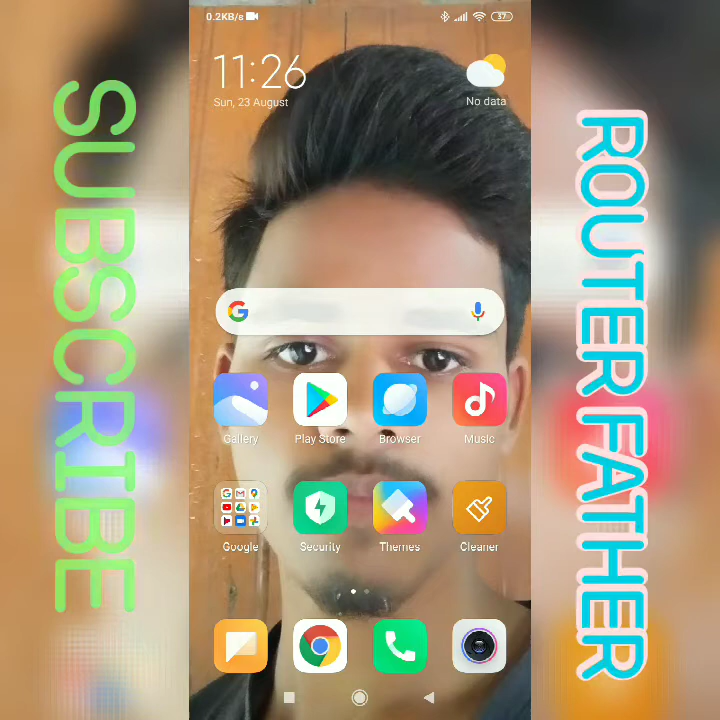 0.2KB/s
37
11:26
Sun, 23 August
No data
SUBSCRIBE
ROUTER FATHER
Gallery
Play Store
Browser
Music
Google
Security
Themes
Cleaner